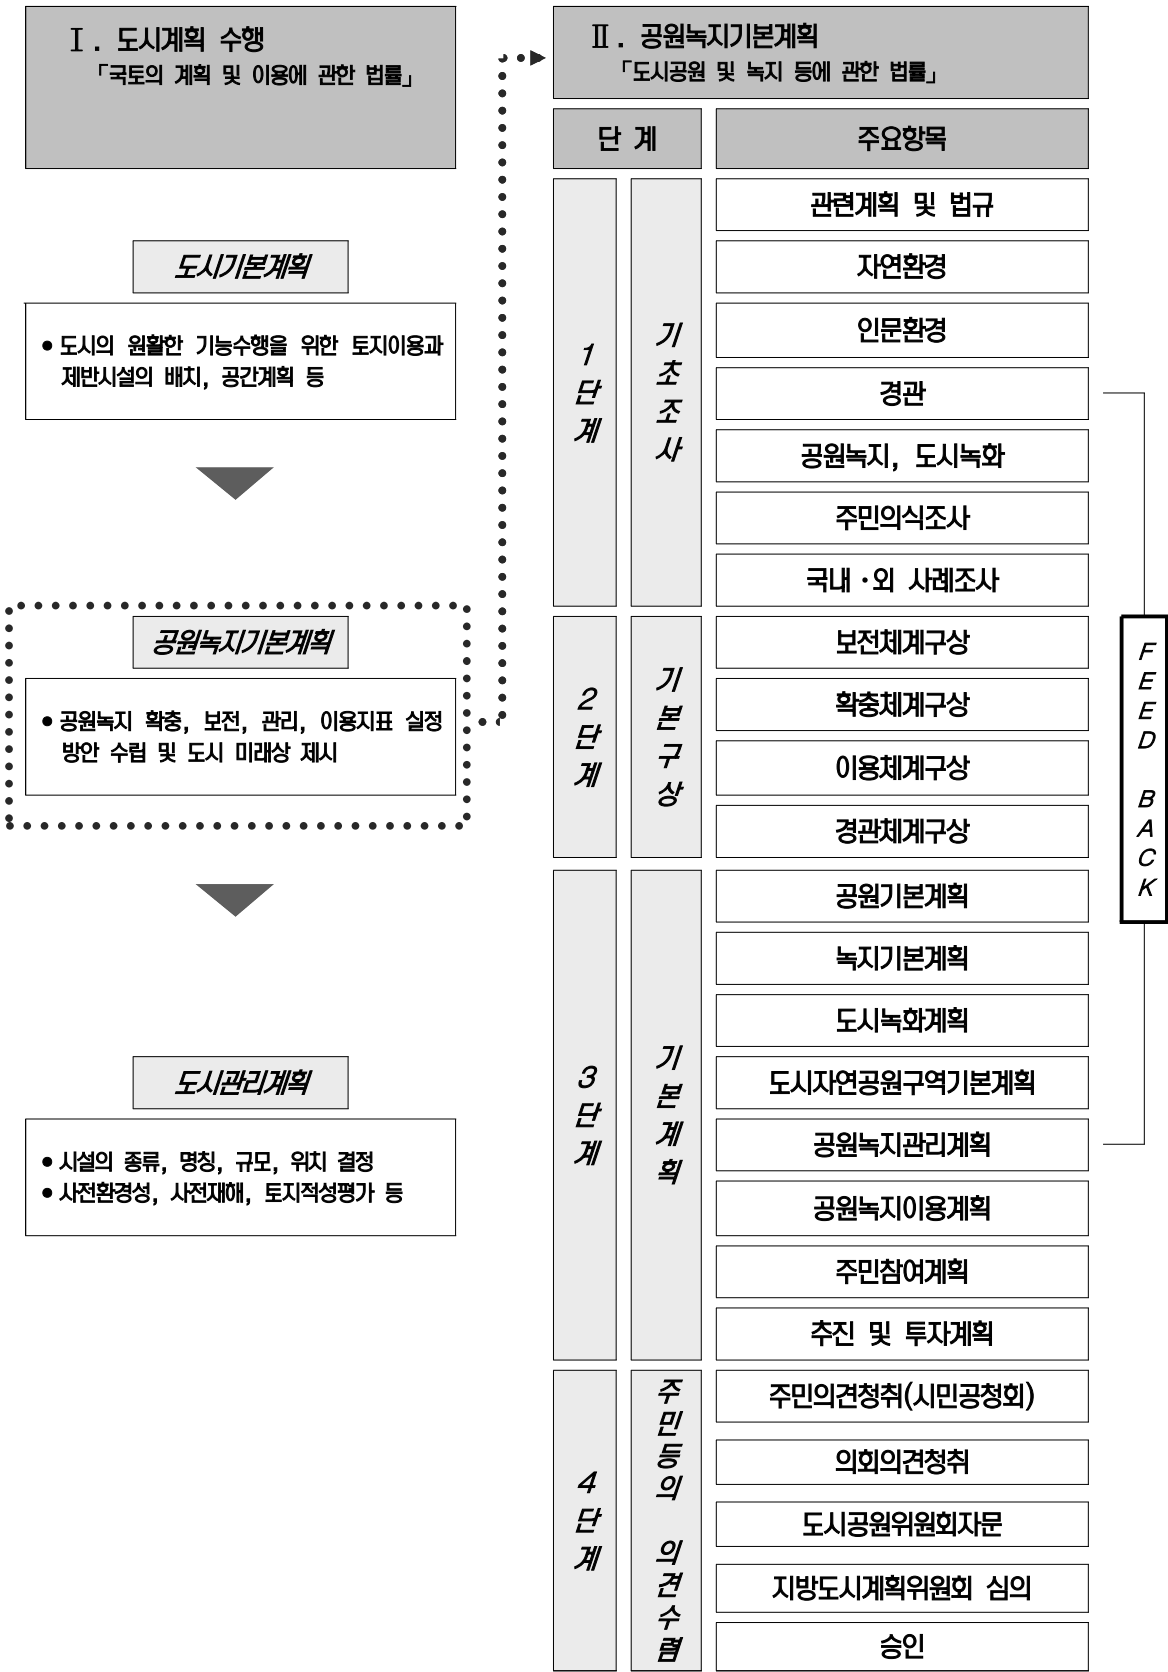 Ⅰ. 도시계획 수행
「국토의 계획 및 이용에 관한 법률」
도시기본계획
● 도시의 원활한 기능수행을 위한 토지이용과
제반시설의 배치, 공간계획 등
공원녹지기본계획
● 공원녹지 확충, 보전, 관리, 이용지표 실정
방안 수립 및 도시 미래상 제시
도시관리계획
● 시설의 종류, 명칭, 규모, 위치 결정
● 사전환경성, 사전재해, 토지적성평가 등
Ⅱ. 공원녹지기본계획
「도시공원 및 녹지 등에 관한 법률」
단 계
주요항목
1단계
기초조사
관련계획 및 법규
자연환경
인문환경
경관
공원녹지, 도시녹화
주민의식조사
국내·외 사례조사
2단계
기본구상
보전체계구상
확충체계구상
이용체계구상
경관체계구상
3단계
기본계획
공원기본계획
녹지기본계획
도시녹화계획
도시자연공원구역기본계획
공원녹지관리계획
공원녹지이용계획
주민참여계획
추진 및 투자계획
4단계
주민등의 의견수렴
주민의견청취(시민공청회)
의회의견청취
도시공원위원회자문
지방도시계획위원회 심의
승인
FEED BACK